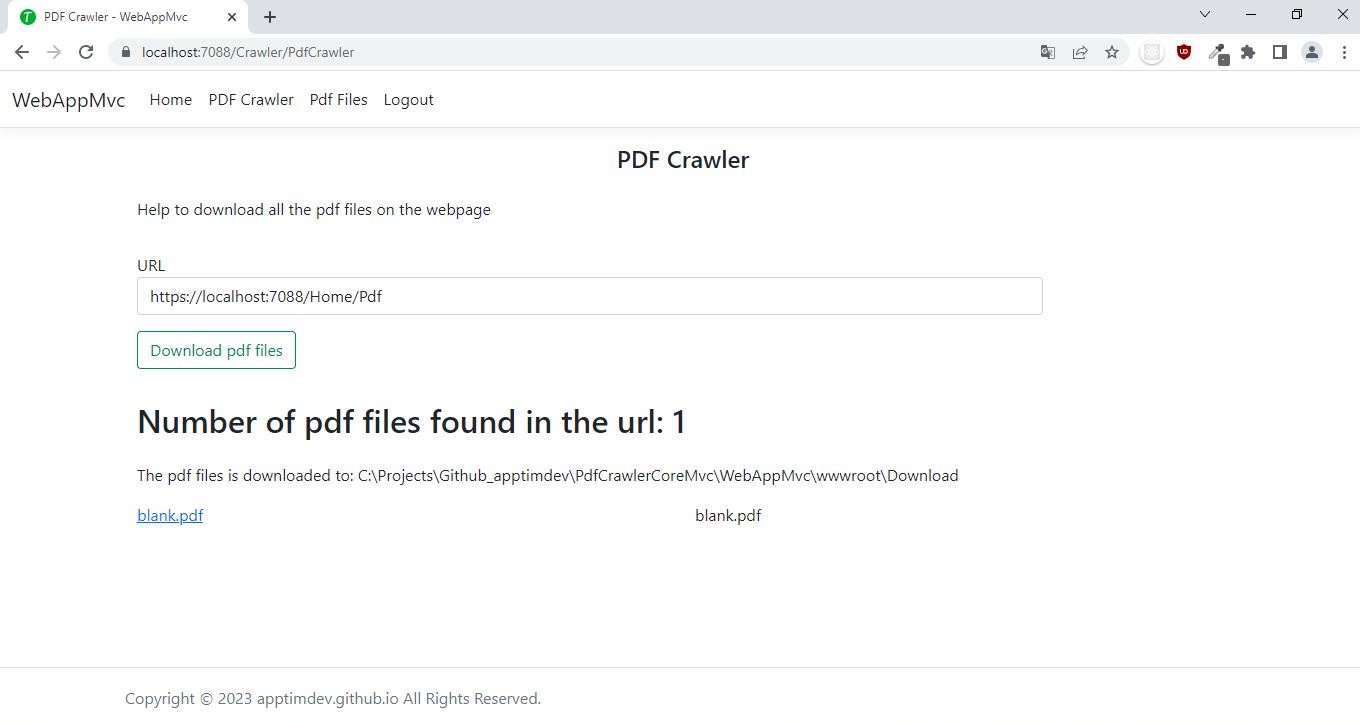 PDF Crawler - WebAppMvc
localhost:7088/Crawler/PdfCrawler
WebAppMvc Home PDF Crawler Pdf Files Logout
PDF Crawler
Help to download all the pdf files on the webpage
URL
https://localhost:7088/Home/Pdf
Download pdf files
Number of pdf files found in the url: 1
The pdf files is downloaded to: C:\Projects\Github_apptimdev\PdfCrawlerCoreMvc\WebAppMvc\wwwroot\Download
blank.pdf blank.pdf
Copyright © 2023 apptimdev.github.io All Rights Reserved.